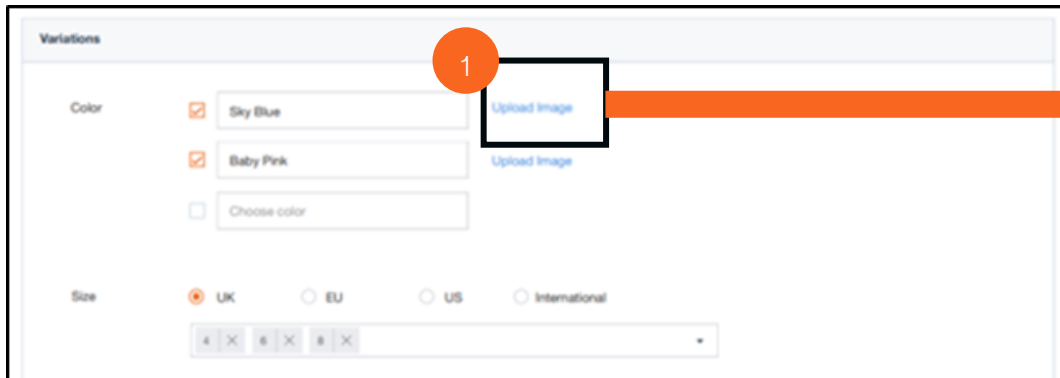 Variations
1
Color
Sky Blue
Upload Image
Baby Pink
Upload Image
Choose color
Size
UK
EU
US
International
4
6
8